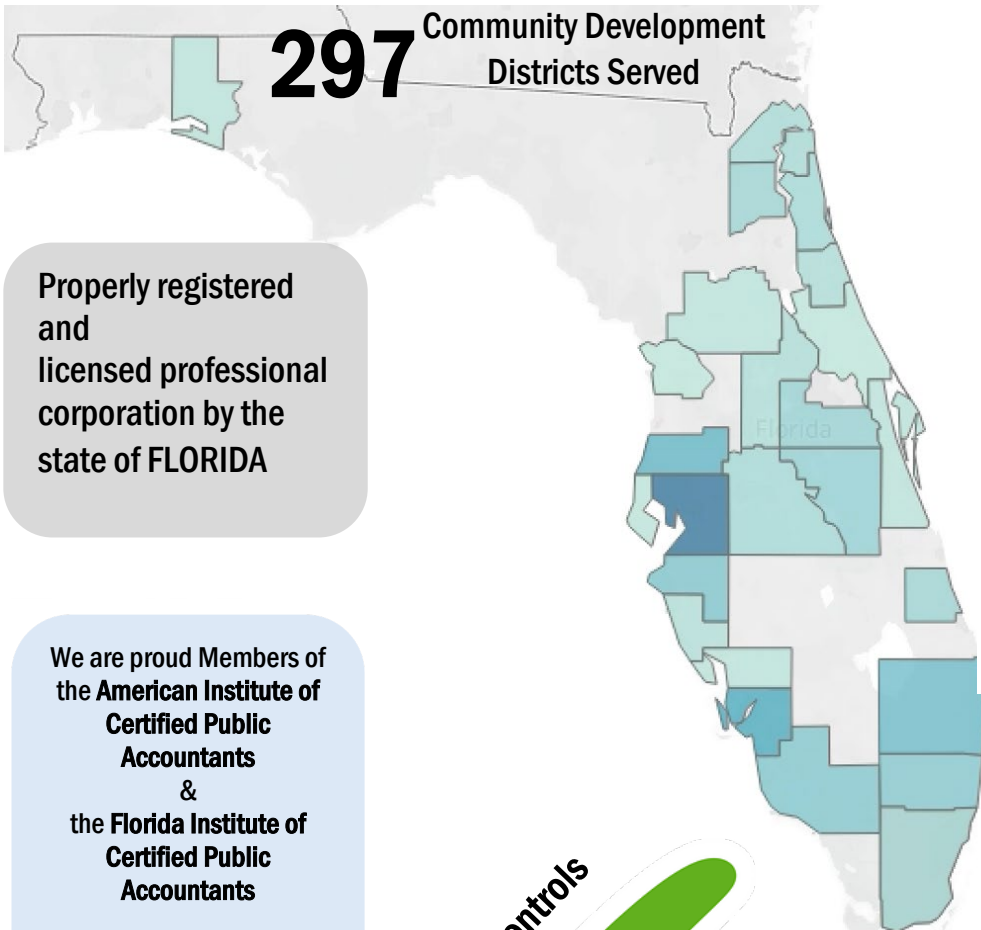 297
Community Development
Districts Served
Florida
Properly registered
and
licensed professional
corporation by the
state of FLORIDA
We are proud Members of
the American Institute of
Certified Public
Accountants
&
the Florida Institute of
Certified Public
Accountants